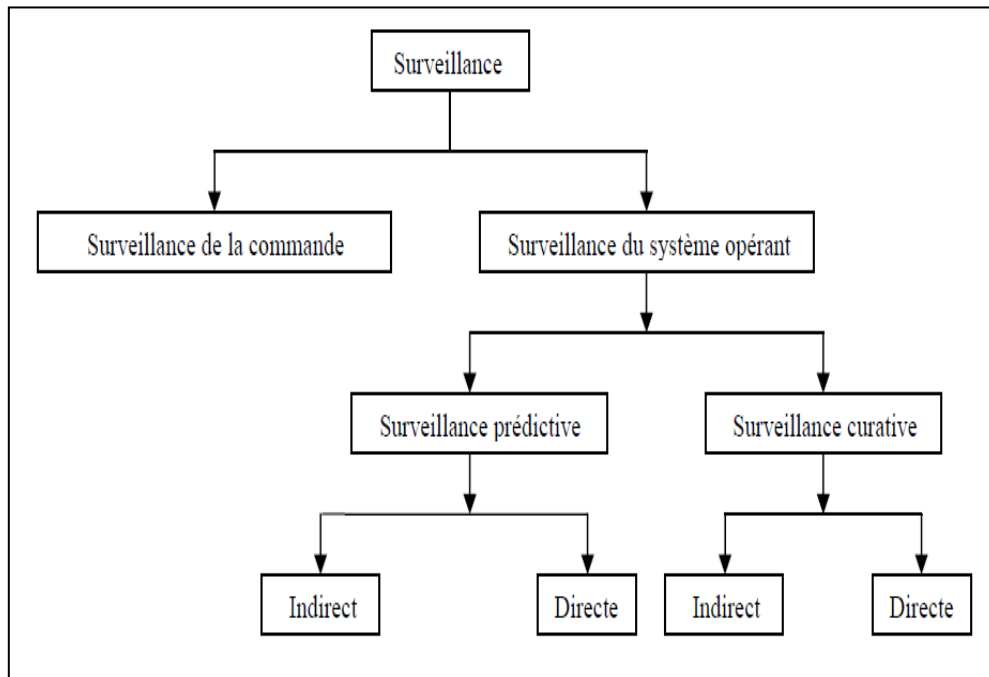 Surveillance
Surveillance de la commande
Surveillance du système opérant
Surveillance prédictive
Surveillance curative
Indirect
Directe
Indirect
Directe